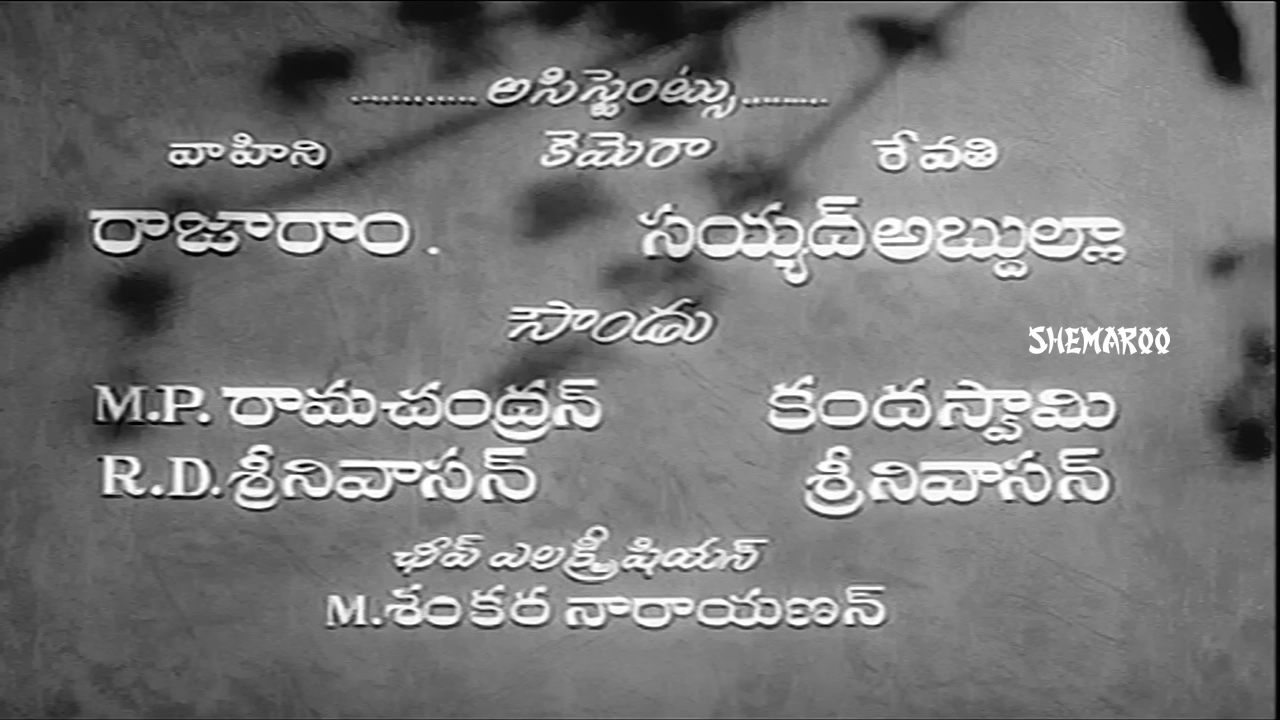 ............అసిస్టెంట్సు........
వాహిని కెమెరా రేవతి
రాజారాం. సయ్యద్ అబ్దుల్లా
సౌండు
SHEMAROO
M.P. రామచంద్రన్ కందస్వామి
R.D. శ్రీనివాసన్ శ్రీనివాసన్
ఛీఫ్ ఎలక్ట్రీషియన్
M. శంకర నారాయణన్